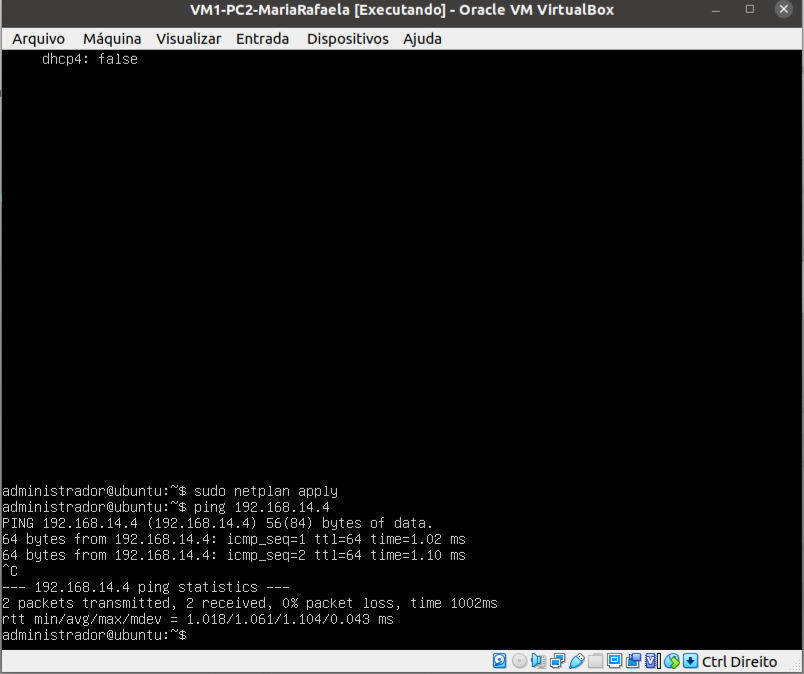 VM1-PC2-MariaRafaela [Executando] - Oracle VM VirtualBox
Arquivo Máquina Visualizar Entrada Dispositivos Ajuda
dhcp4: false
administrador@ubuntu:~$ sudo netplan apply
administrador@ubuntu:~$ ping 192.168.14.4
PING 192.168.14.4 (192.168.14.4) 56(84) bytes of data.
64 bytes from 192.168.14.4: icmp_seq=1 ttl=64 time=1.02 ms
64 bytes from 192.168.14.4: icmp_seq=2 ttl=64 time=1.10 ms
^C
--- 192.168.14.4 ping statistics ---
2 packets transmitted, 2 received, 0% packet loss, time 1002ms
rtt min/avg/max/mdev = 1.018/1.061/1.104/0.043 ms
administrador@ubuntu:~$
Ctrl Direito